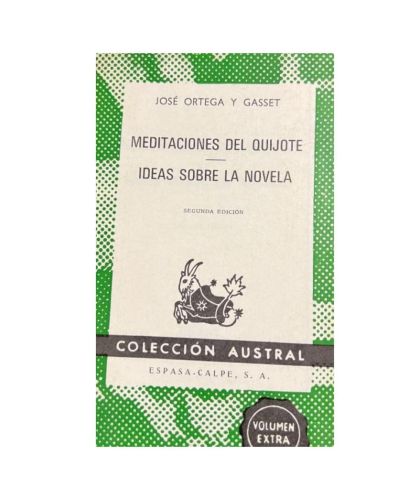 JOSÉ ORTEGA Y GASSET
MEDITACIONES DEL QUIJOTE
IDEAS SOBRE LA NOVELA
SEGUNDA EDICIÓN
COLECCIÓN AUSTRAL
ESPASA-CALPE, S. A.
VOLUMEN
EXTRA